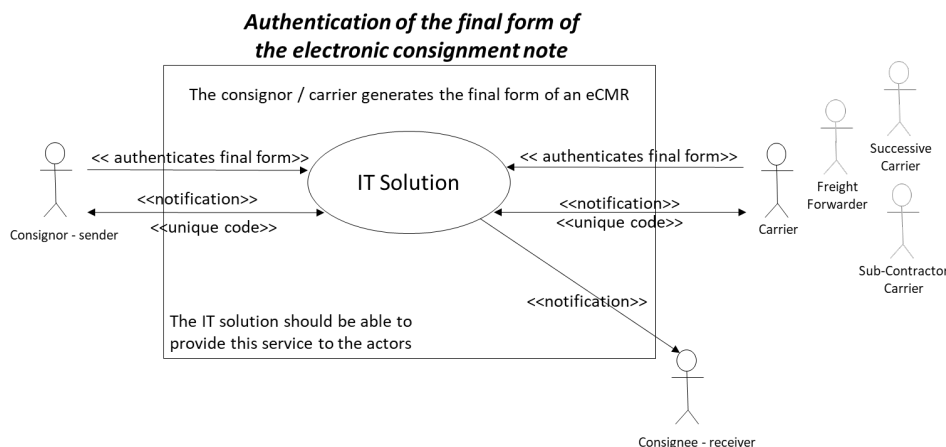 Authentication of the final form of
the electronic consignment note
The consignor / carrier generates the final form of an eCMR
<< authenticates final form>>
<< authenticates final form>>
IT Solution
<<notification>>
<<unique code>>
<<notification>>
<<unique code>>
Consignor - sender
Carrier
Freight
Forwarder
Successive
Carrier
Sub-Contractor
Carrier
<<notification>>
The IT solution should be able to
provide this service to the actors
Consignee - receiver